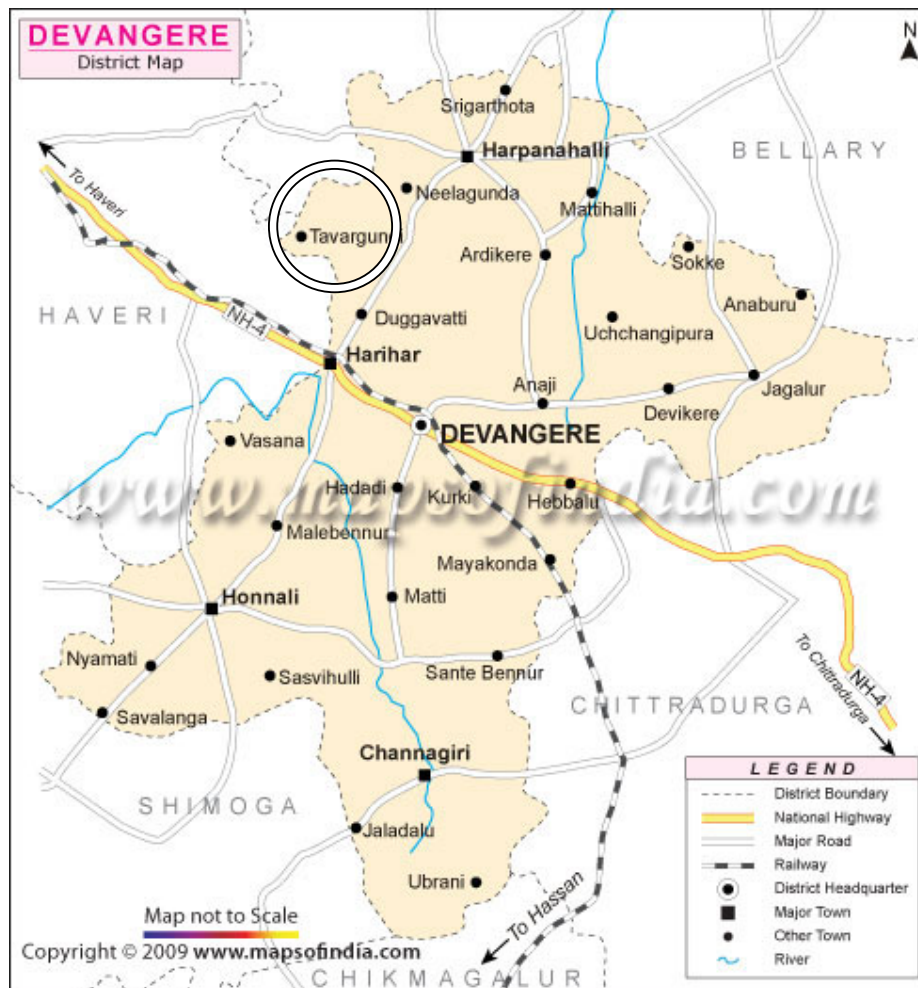 DEVANGERE
District Map
N
Srigarthota
Harpanahalli
BELLARY
To Haveri
Neelagunda
Mattihalli
Ardikere
Sokke
Anaburu
HAVERI
NH-4
Duggavatti
Uchchangipura
Harihar
Anaji
Jagalur
Devikere
DEVANGERE
Vasana
www.mapsofindia.com
Hadadi
Kurki
Hebbalu
Malebennur
Mayakonda
Honnali
Matti
Nyamati
Sasvihulli
Sante Bennur
To Chittradurga
NH-4
Savalanga
CHITTRADURGA
Channagiri
SHIMOGA
Jaladalu
Ubrani
To Hassan
CHIKMAGALUR
LEGEND
District Boundary
National Highway
Major Road
Railway
District Headquarter
Major Town
Other Town
River
Map not to Scale
Copyright © 2009 www.mapsofindia.com